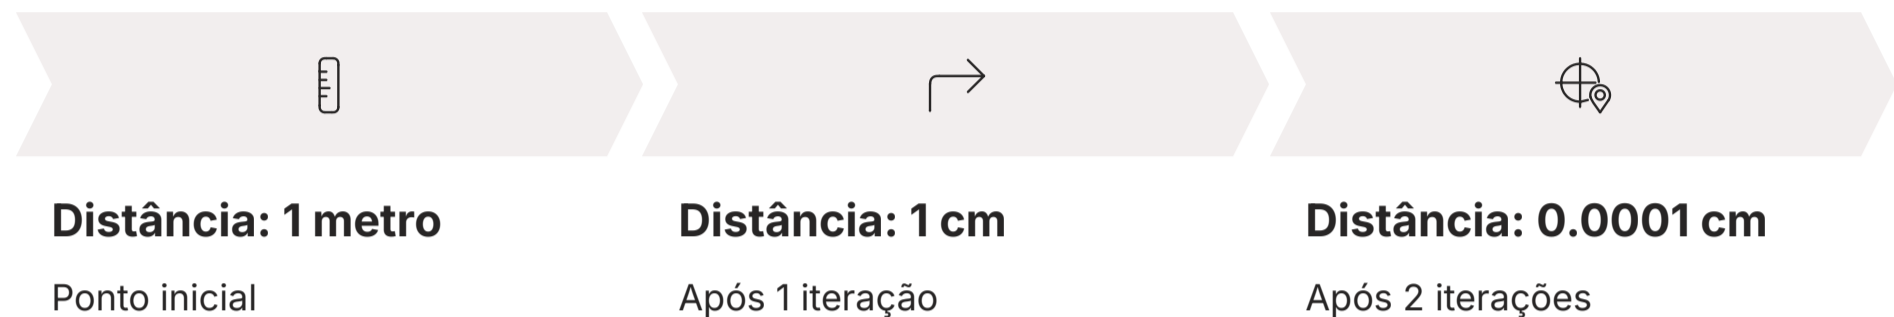 Distância: 1 metro
Ponto inicial
Distância: 1 cm
Após 1 iteração
Distância: 0.0001 cm
Após 2 iterações